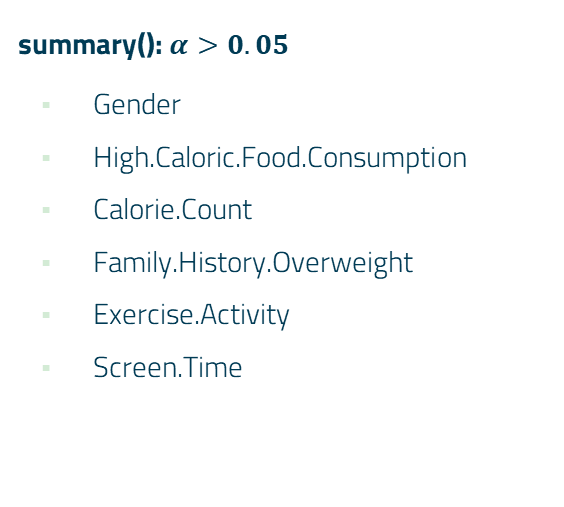 summary(): α > 0.05
Gender
High.Caloric.Food.Consumption
Calorie.Count
Family.History.Overweight
Exercise.Activity
Screen.Time